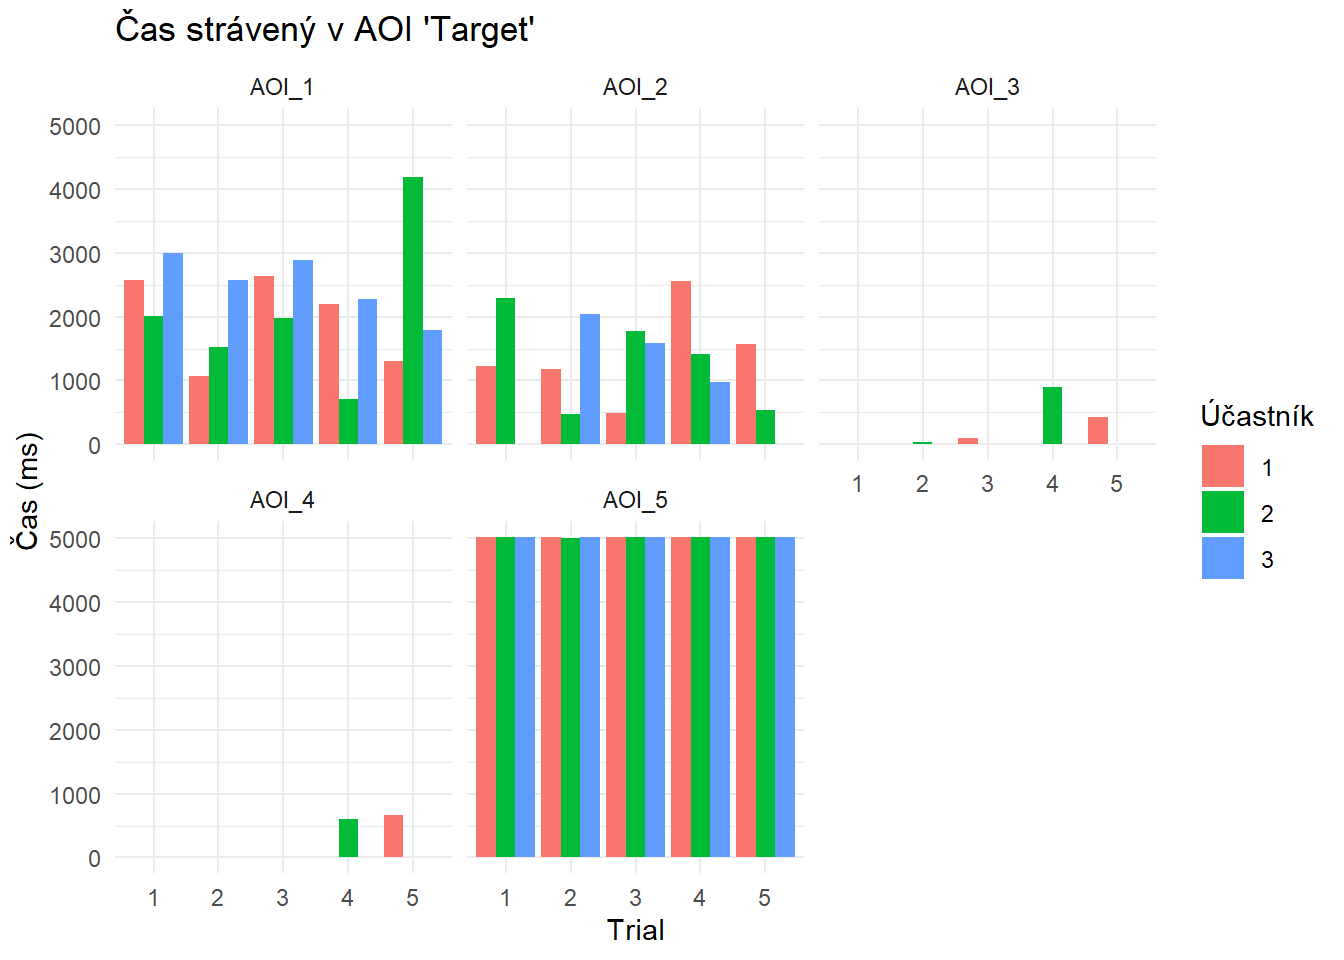 Čas strávený v AOI 'Target'
AOI_1 AOI_2 AOI_3
5000
4000
3000
2000
1000
0
1 2 3 4 5
AOI_4 AOI_5
5000
4000
3000
2000
1000
0
1 2 3 4 5 1 2 3 4 5
Trial
Čas (ms)
Účastník
1
2
3